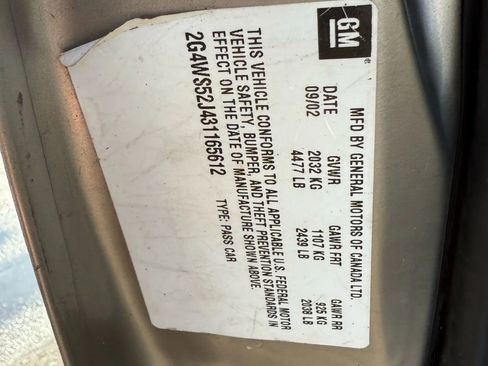 GM
MFD BY GENERAL MOTORS OF CANADA LTD.
DATE GVWR GAWR FRT GAWR RR
09/02 2032 KG 1107 KG 925 KG
4477 LB 2439 LB 2038 LB
THIS VEHICLE CONFORMS TO ALL APPLICABLE U.S. FEDERAL MOTOR
VEHICLE SAFETY, BUMPER, AND THEFT PREVENTION STANDARDS IN
EFFECT ON THE DATE OF MANUFACTURE SHOWN ABOVE.
2G4WS52J431165612 TYPE: PASS CAR